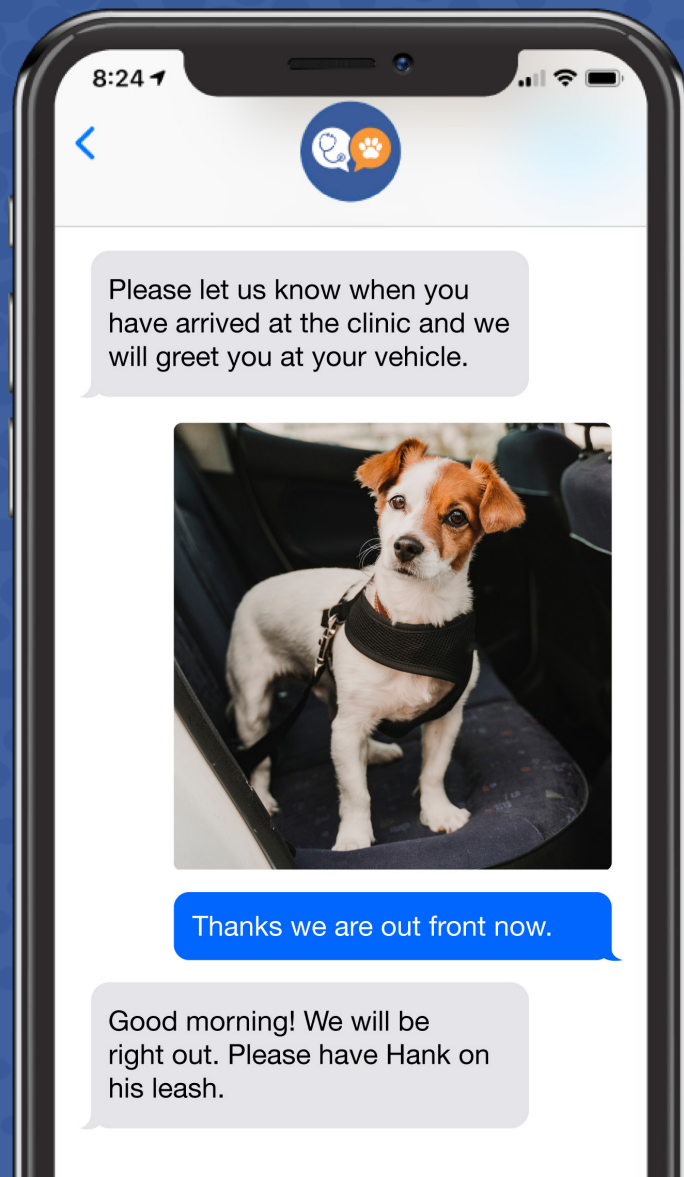 8:24
Please let us know when you
have arrived at the clinic and we
will greet you at your vehicle.
Thanks we are out front now.
Good morning! We will be
right out. Please have Hank on
his leash.